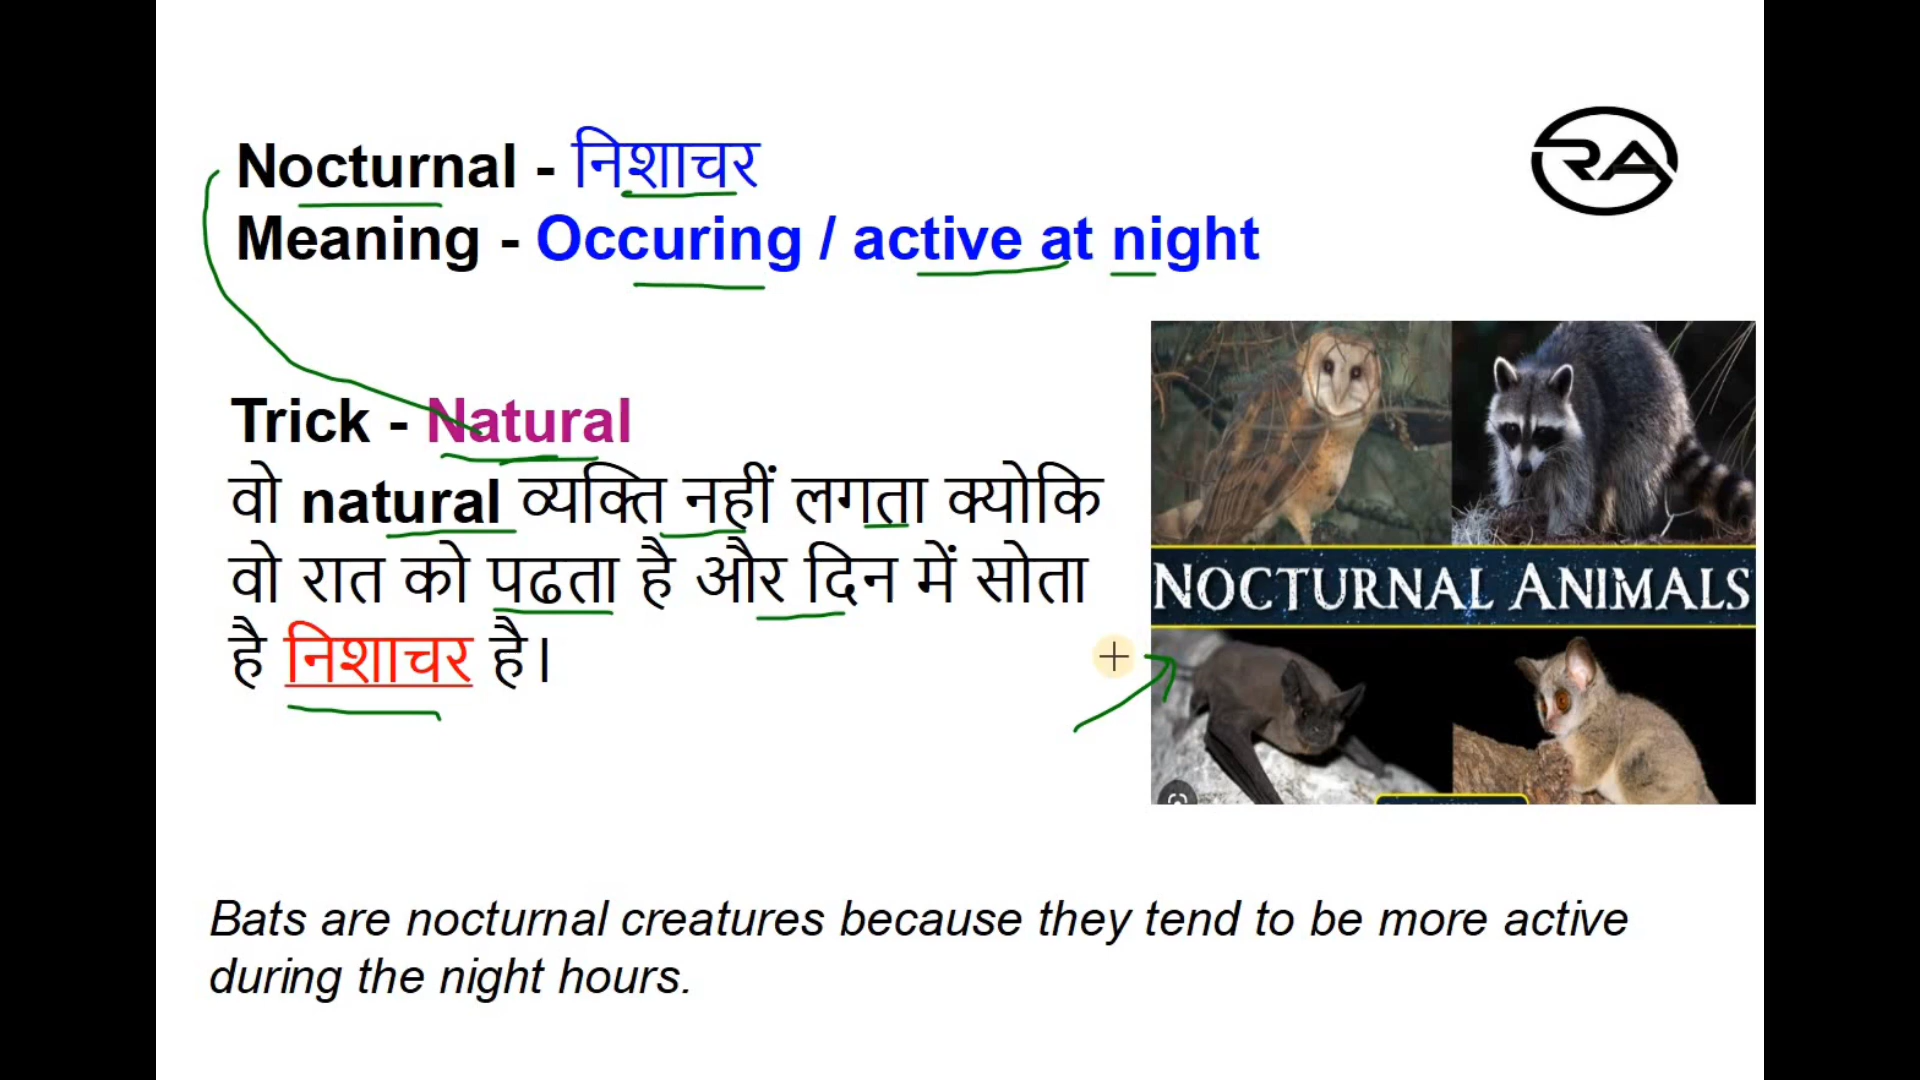 Nocturnal - निशाचर
Meaning - Occuring / active at night
RA
Trick - Natural
वो natural व्यक्ति नहीं लगता क्योकि
वो रात को पढता है और दिन में सोता
है निशाचर है।
NOCTURNAL ANIMALS
Bats are nocturnal creatures because they tend to be more active
during the night hours.